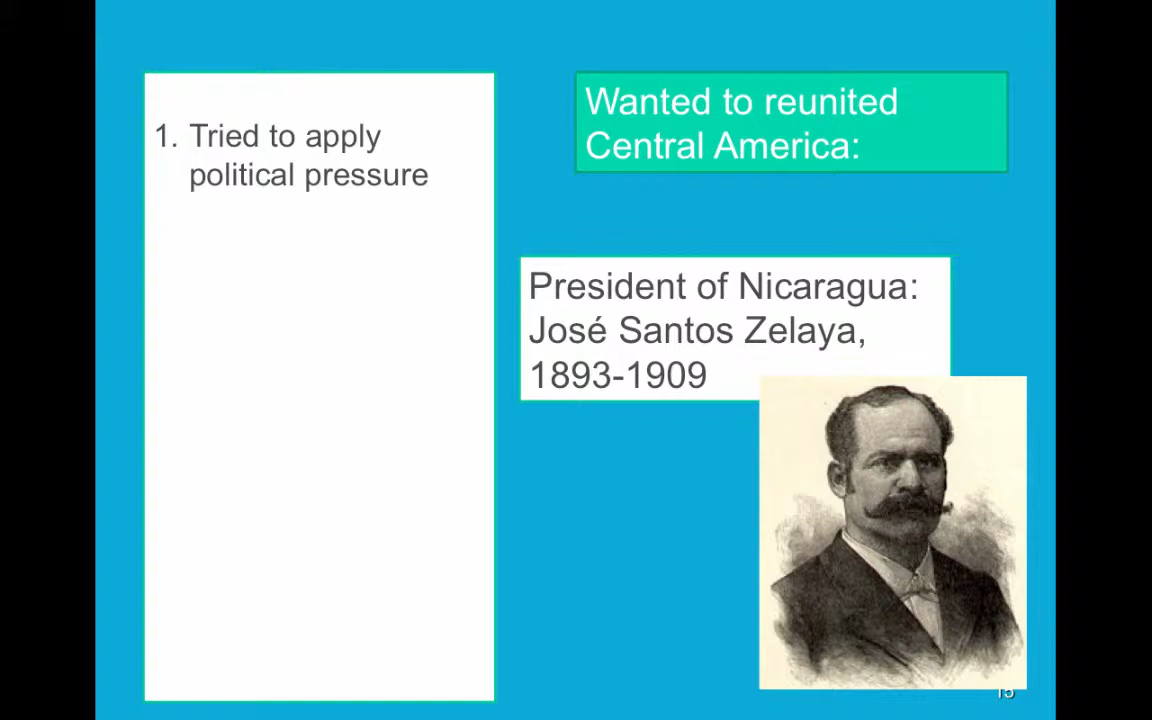 Wanted to reunited
Central America:
1. Tried to apply
political pressure
President of Nicaragua:
José Santos Zelaya,
1893-1909
15